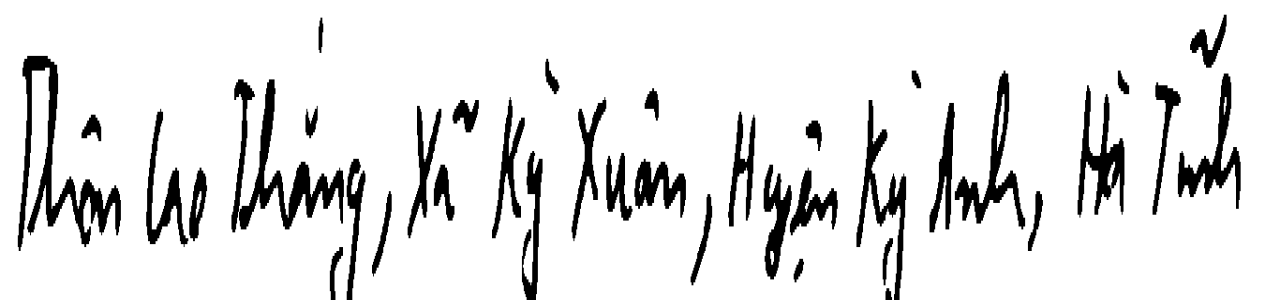 Thôn Cao Thắng, Xã Kỳ Xuân, Huyện Kỳ Anh, Hà Tĩnh